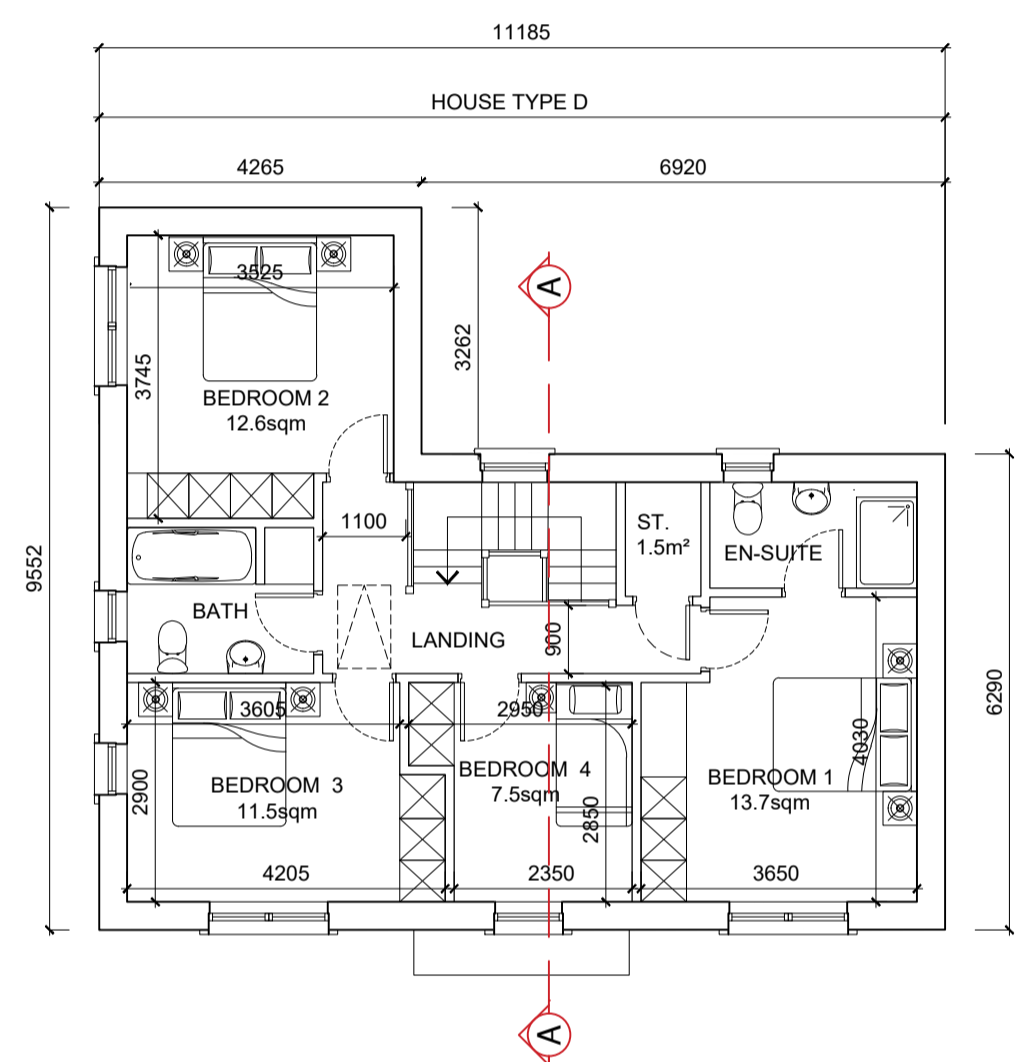 11185
HOUSE TYPE D
4265
6920
A
3525
3262
3745
BEDROOM 2
12.6sqm
1100
ST.
1.5m²
EN-SUITE
9552
BATH
LANDING
900
6290
3605
2950
4030
2900
BEDROOM 3
11.5sqm
BEDROOM 4
7.5sqm
2850
BEDROOM 1
13.7sqm
4205
2350
3650
A